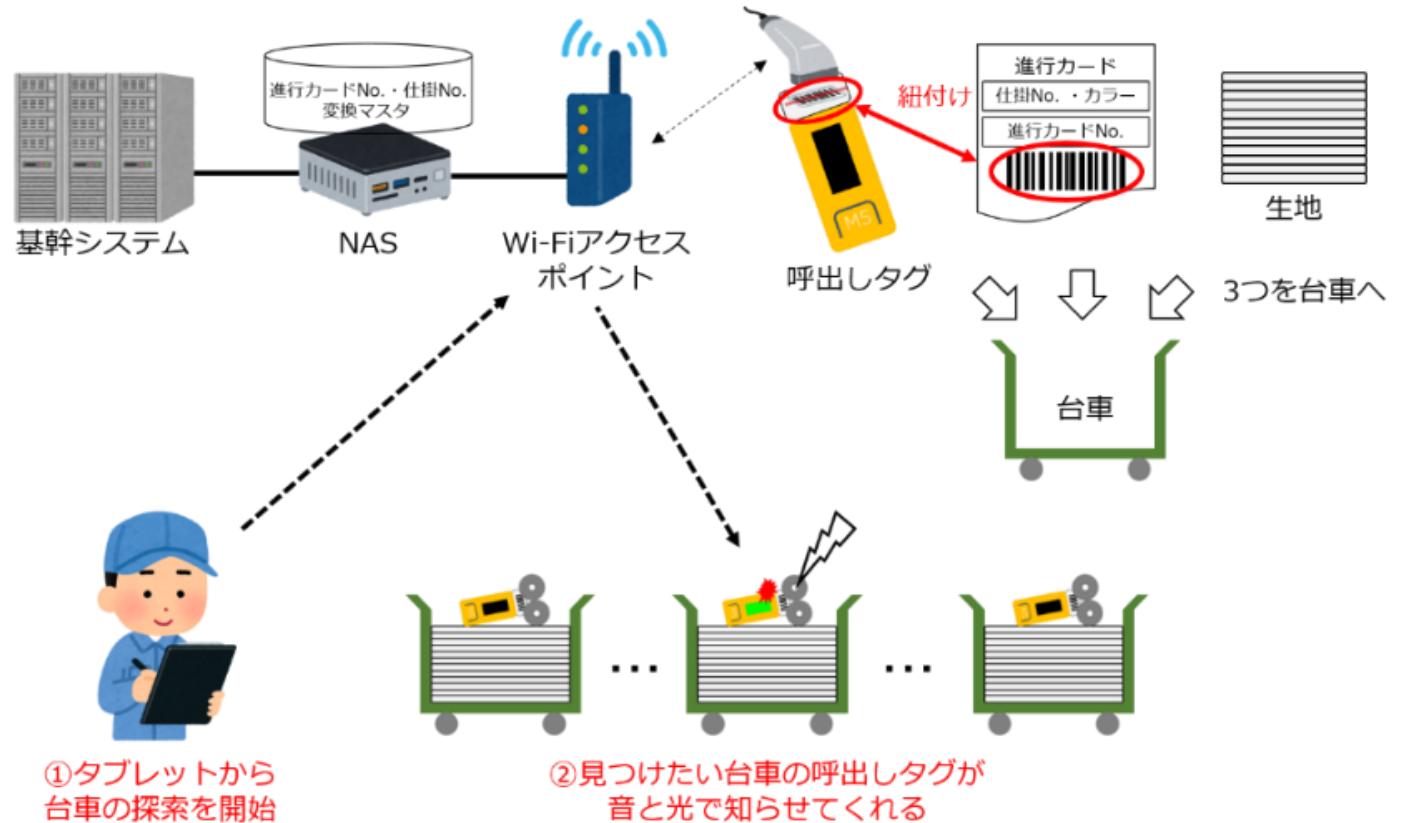 進行カードNo.・仕掛No.
変換マスタ
基幹システム
NAS
Wi-Fiアクセス
ポイント
M5
呼出しタグ
紐付け
進行カード
仕掛No. ・カラー
進行カードNo.
生地
3つを台車へ
台車
…
…
①タブレットから
台車の探索を開始
②見つけたい台車の呼出しタグが
音と光で知らせてくれる